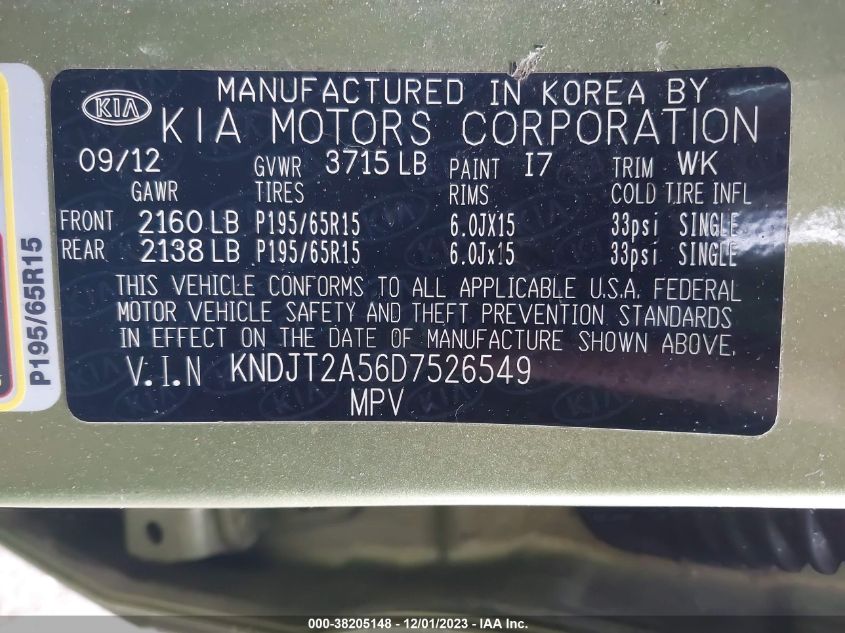 MANUFACTURED IN KOREA BY
KIA KIA MOTORS CORPORATION
09/12 GVWR 3715 LB PAINT I7 TRIM WK
GAWR TIRES RIMS COLD TIRE INFL
FRONT 2160 LB P195/65R15 6.0JX15 33psi SINGLE
REAR 2138 LB P195/65R15 6.0Jx15 33psi SINGLE
THIS VEHICLE CONFORMS TO ALL APPLICABLE U.S.A. FEDERAL
MOTOR VEHICLE SAFETY AND THEFT PREVENTION STANDARDS
IN EFFECT ON THE DATE OF MANUFACTURE SHOWN ABOVE.
V.I.N KNDJT2A56D7526549
MPV
P195/65R15
000-38205148 - 12/01/2023 - IAA Inc.